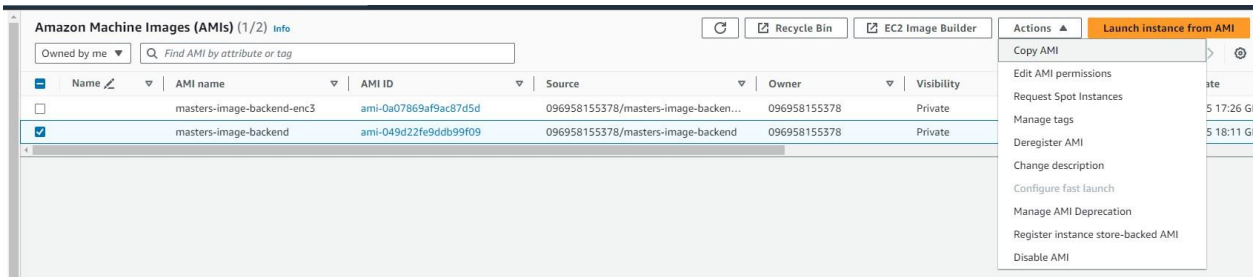 Amazon Machine Images (AMIs) (1/2) Info
Recycle Bin
EC2 Image Builder
Actions
Launch instance from AMI
Owned by me
Find AMI by attribute or tag
Name
AMI name
AMI ID
Source
Owner
Visibility
ate
masters-image-backend-enc3
ami-0a07869af9ac87d5d
096958155378/masters-image-backen...
096958155378
Private
5 17:26 G
masters-image-backend
ami-049d22fe9ddb99f09
096958155378/masters-image-backend
096958155378
Private
5 18:11 G
Copy AMI
Edit AMI permissions
Request Spot Instances
Manage tags
Deregister AMI
Change description
Configure fast launch
Manage AMI Deprecation
Register instance store-backed AMI
Disable AMI